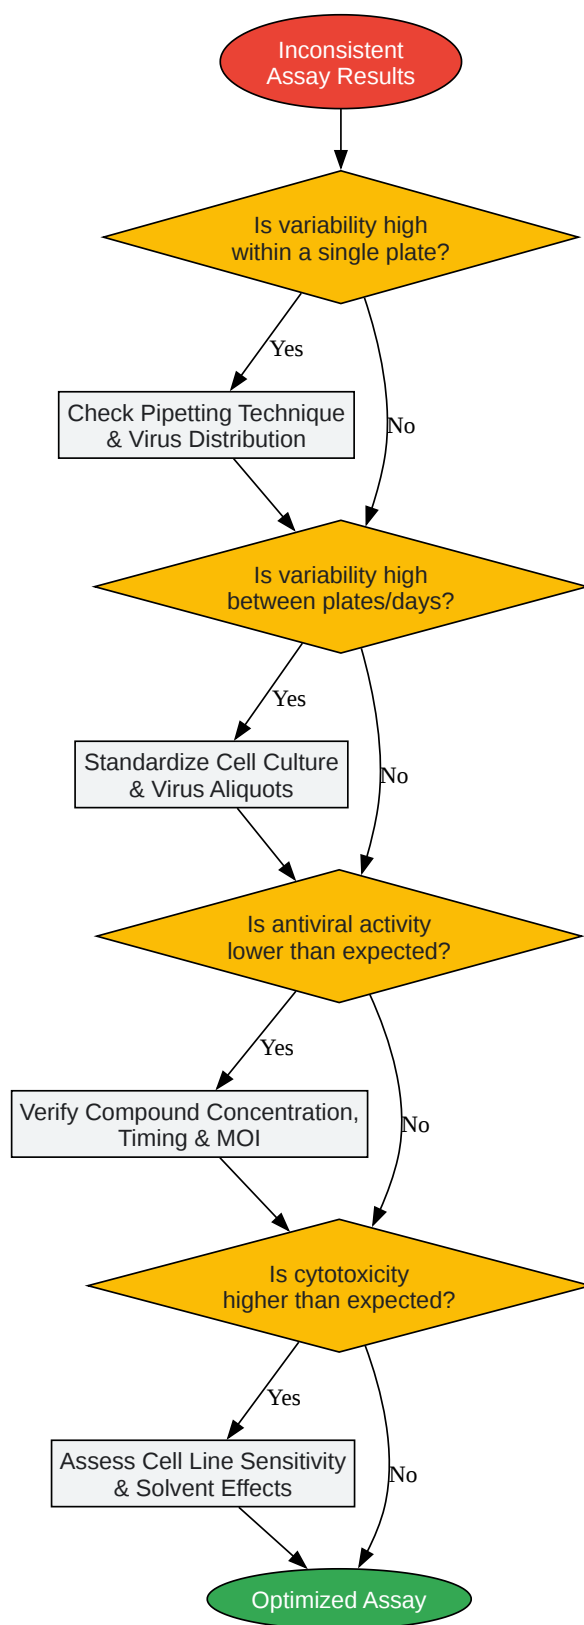 Inconsistent
Assay Results
Is variability high
within a single plate?
Yes
Check Pipetting Technique
& Virus Distribution
No
Is variability high
between plates/days?
Yes
Standardize Cell Culture
& Virus Aliquots
No
Is antiviral activity
lower than expected?
Yes
Verify Compound Concentration,
Timing & MOI
No
Is cytotoxicity
higher than expected?
Yes
Assess Cell Line Sensitivity
& Solvent Effects
No
Optimized Assay